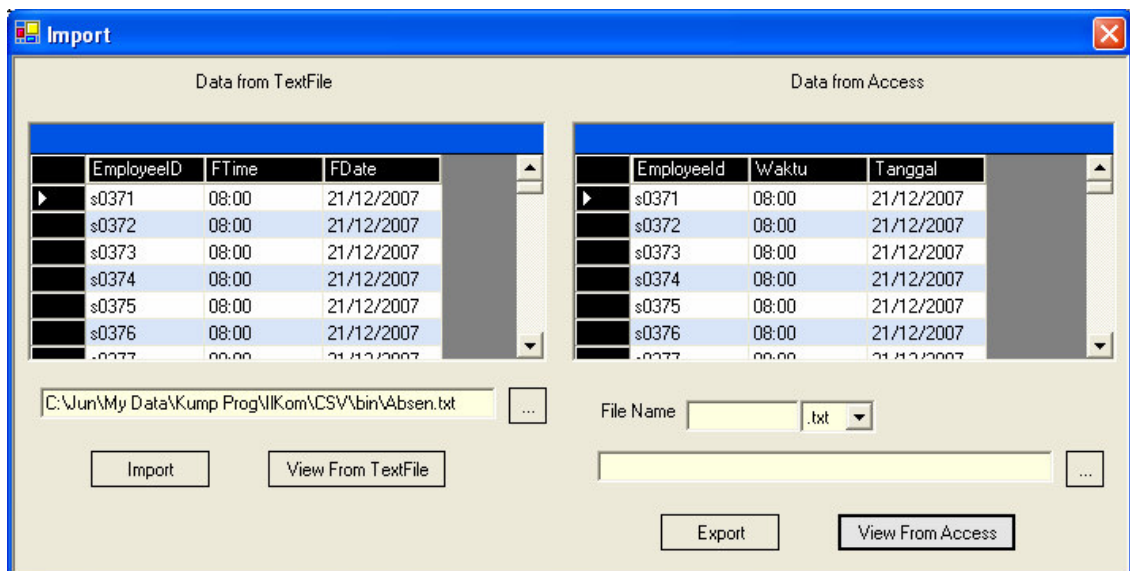 Import
Data from TextFile
EmployeeID FTime FDate
s0371 08:00 21/12/2007
s0372 08:00 21/12/2007
s0373 08:00 21/12/2007
s0374 08:00 21/12/2007
s0375 08:00 21/12/2007
s0376 08:00 21/12/2007
C:\Jun\My Data\Kump Prog\IlKom\CSV\bin\Absen.txt ...
Import View From TextFile
Data from Access
EmployeeId Waktu Tanggal
s0371 08:00 21/12/2007
s0372 08:00 21/12/2007
s0373 08:00 21/12/2007
s0374 08:00 21/12/2007
s0375 08:00 21/12/2007
s0376 08:00 21/12/2007
File Name .txt
...
Export View From Access